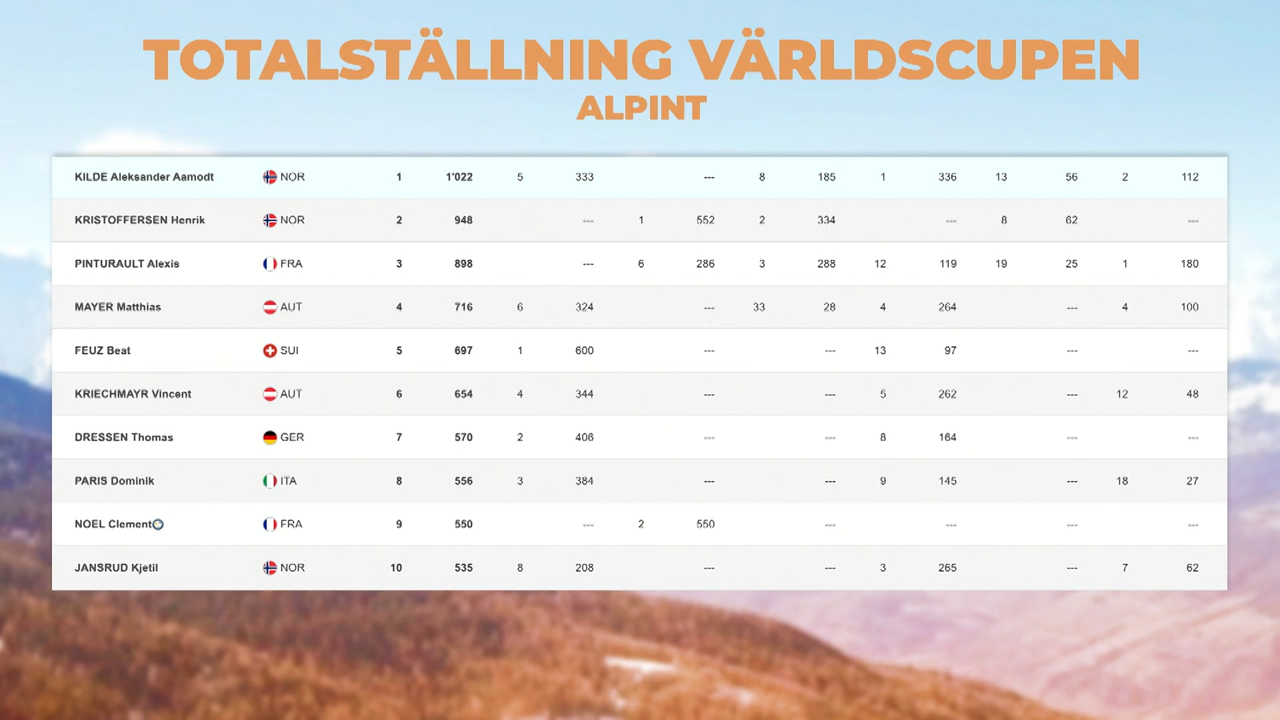 TOTALSTÄLLNING VÄRLDSCUPEN
ALPINT
KILDE Aleksander Aamodt NOR 1 1'022 5 333 --- 8 185 1 336 13 56 2 112
KRISTOFFERSEN Henrik NOR 2 948 --- 1 552 2 334 --- 8 62 ---
PINTURAULT Alexis FRA 3 898 --- 6 286 3 288 12 119 19 25 1 180
MAYER Matthias AUT 4 716 6 324 --- 33 28 4 264 --- 4 100
FEUZ Beat SUI 5 697 1 600 --- --- 13 97 --- ---
KRIECHMAYR Vincent AUT 6 654 4 344 --- --- 5 262 --- 12 48
DRESSEN Thomas GER 7 570 2 406 --- --- 8 164 --- ---
PARIS Dominik ITA 8 556 3 384 --- --- 9 145 --- 18 27
NOEL Clement FRA 9 550 --- 2 550 --- --- --- ---
JANSRUD Kjetil NOR 10 535 8 208 --- --- 3 265 --- 7 62